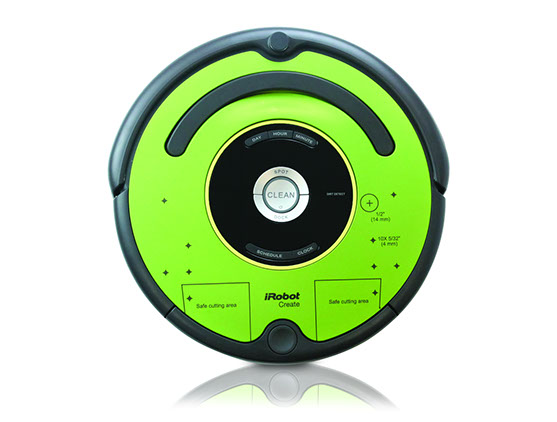 DAY HOUR MINUTE
SPOT
CLEAN
DOCK
DIRT DETECT
1/2"
(14 mm)
10X 5/32"
(4 mm)
SCHEDULE CLOCK
Safe cutting area
iRobot
Create
Safe cutting area